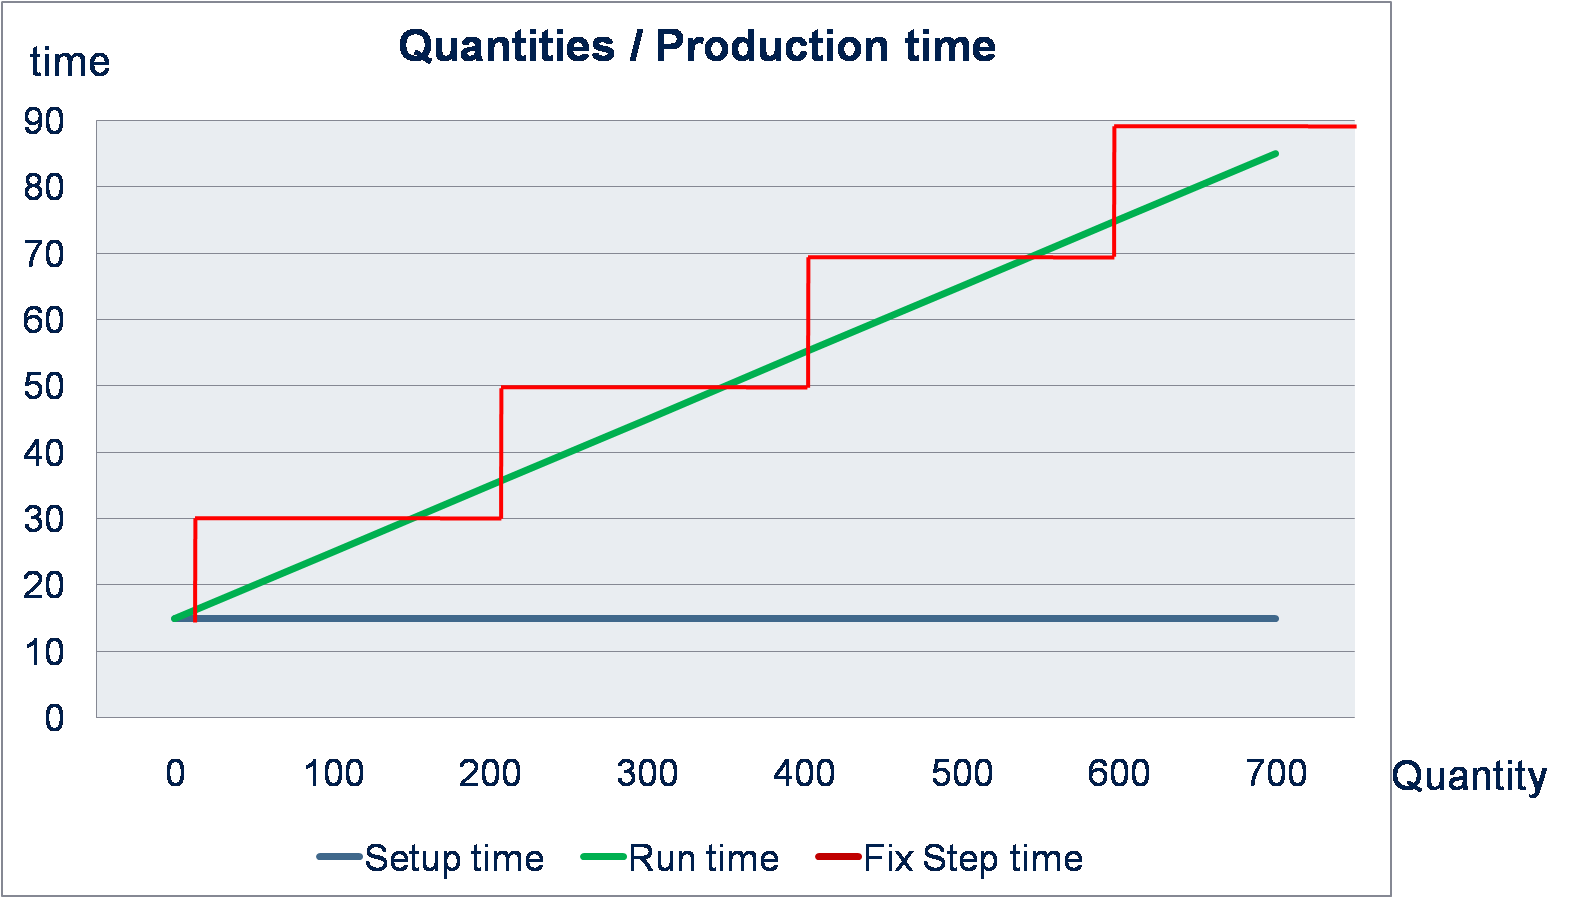 Quantities / Production time
time
90
80
70
60
50
40
30
20
10
0
0 100 200 300 400 500 600 700 Quantity
Setup time Run time Fix Step time